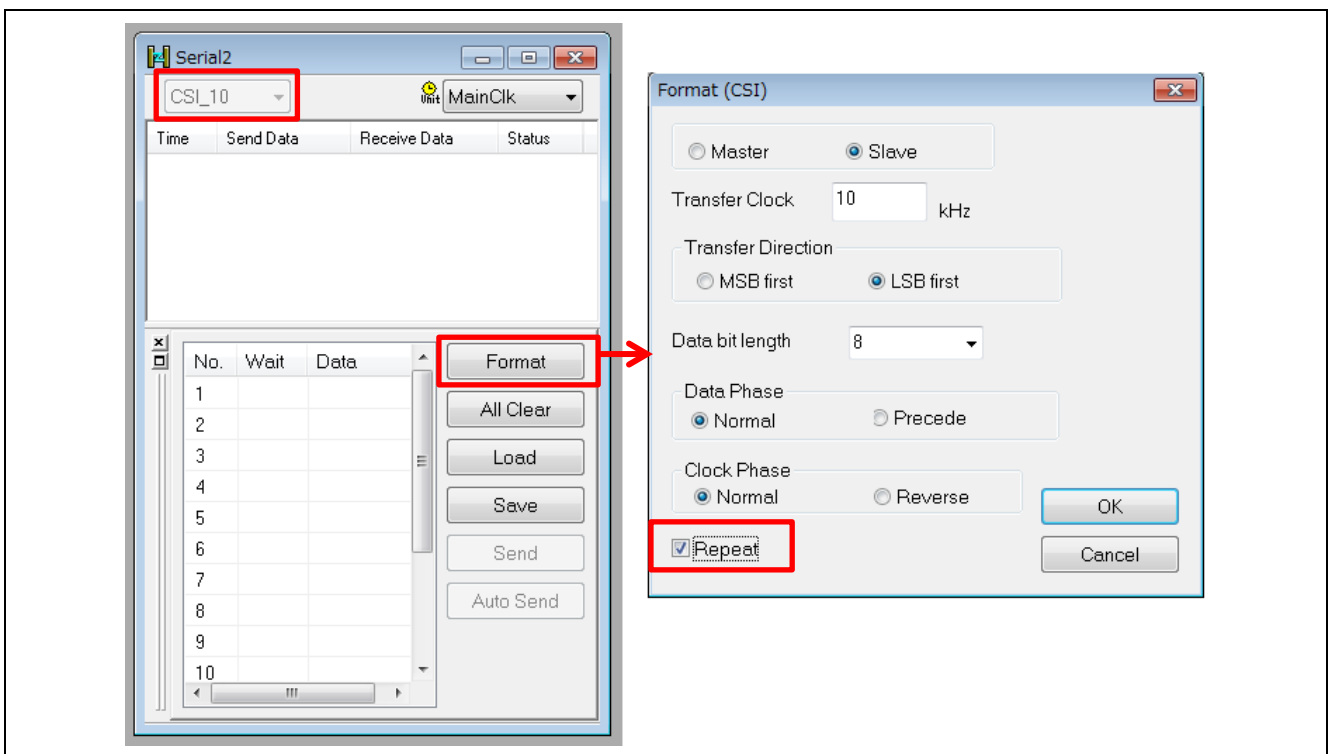 Serial2
CSI_10
Unit
MainClk
Time Send Data Receive Data Status
No. Wait Data
1
2
3
4
5
6
7
8
9
10
Format
All Clear
Load
Save
Send
Auto Send
Format (CSI)
Master Slave
Transfer Clock 10 kHz
Transfer Direction
MSB first LSB first
Data bit length 8
Data Phase
Normal Precede
Clock Phase
Normal Reverse
Repeat
OK
Cancel